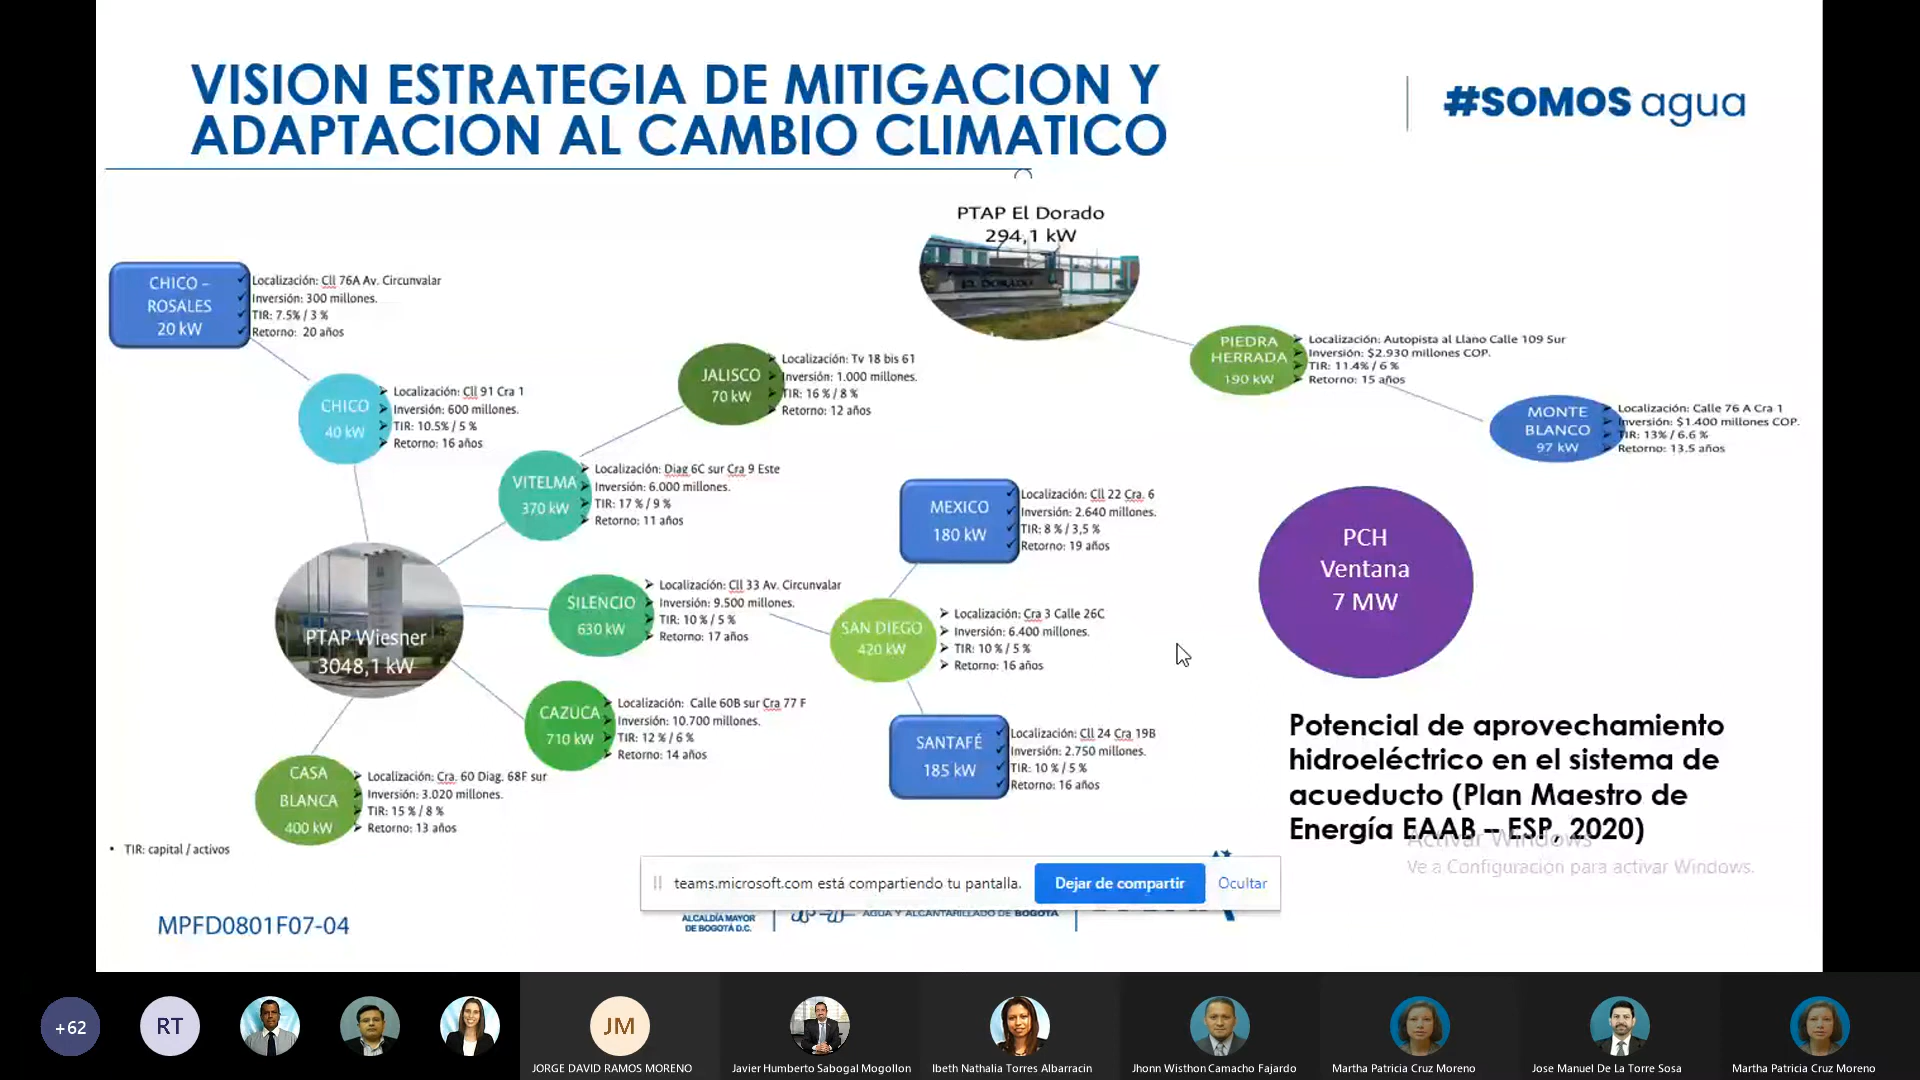 VISION ESTRATEGIA DE MITIGACION Y
ADAPTACION AL CAMBIO CLIMATICO
#SOMOS agua
PTAP El Dorado
294,1 kW
EL DORADO
CHICO –
ROSALES
20 kW
Localización: Cll 76A Av. Circunvalar
Inversión: 300 millones.
TIR: 7.5% / 3 %
Retorno: 20 años
CHICO
40 kW
Localización: Cll 91 Cra 1
Inversión: 600 millones.
TIR: 10.5% / 5 %
Retorno: 16 años
JALISCO
70 kW
Localización: Tv 18 bis 61
Inversión: 1.000 millones.
TIR: 16 % / 8 %
Retorno: 12 años
PIEDRA
HERRADA
190 kW
Localización: Autopista al Llano Calle 109 Sur
Inversión: $2.930 millones COP.
TIR: 11.4% / 6 %
Retorno: 15 años
MONTE
BLANCO
97 kW
Localización: Calle 76 A Cra 1
Inversión: $1.400 millones COP.
TIR: 13% / 6.6 %
Retorno: 13.5 años
VITELMA
370 kW
Localización: Diag 6C sur Cra 9 Este
Inversión: 6.000 millones.
TIR: 17 % / 9 %
Retorno: 11 años
MEXICO
180 kW
Localización: Cll 22 Cra. 6
Inversión: 2.640 millones.
TIR: 8 % / 3,5 %
Retorno: 19 años
PCH
Ventana
7 MW
PTAP Wiesner
3048,1 kW
SILENCIO
630 kW
Localización: Cll 33 Av. Circunvalar
Inversión: 9.500 millones.
TIR: 10 % / 5 %
Retorno: 17 años
SAN DIEGO
420 kW
Localización: Cra 3 Calle 26C
Inversión: 6.400 millones.
TIR: 10 % / 5 %
Retorno: 16 años
CAZUCA
710 kW
Localización: Calle 60B sur Cra 77 F
Inversión: 10.700 millones.
TIR: 12 % / 6 %
Retorno: 14 años
SANTAFÉ
185 kW
Localización: Cll 24 Cra 19B
Inversión: 2.750 millones.
TIR: 10 % / 5 %
Retorno: 16 años
CASA
BLANCA
400 kW
Localización: Cra. 60 Diag. 68F sur
Inversión: 3.020 millones.
TIR: 15 % / 8 %
Retorno: 13 años
• TIR: capital / activos
Potencial de aprovechamiento
hidroeléctrico en el sistema de
acueducto (Plan Maestro de
Energía EAAB – ESP, 2020)
Activar Windows
Ve a Configuración para activar Windows.
teams.microsoft.com está compartiendo tu pantalla.
Dejar de compartir
Ocultar
MPFD0801F07-04
ALCALDÍA MAYOR
DE BOGOTÁ D.C.
AGUA Y ALCANTARILLADO DE BOGOTÁ
+62
RT
JM
JORGE DAVID RAMOS MORENO
Javier Humberto Sabogal Mogollon
Ibeth Nathalia Torres Albarracin
Jhonn Wisthon Camacho Fajardo
Martha Patricia Cruz Moreno
Jose Manuel De La Torre Sosa
Martha Patricia Cruz Moreno